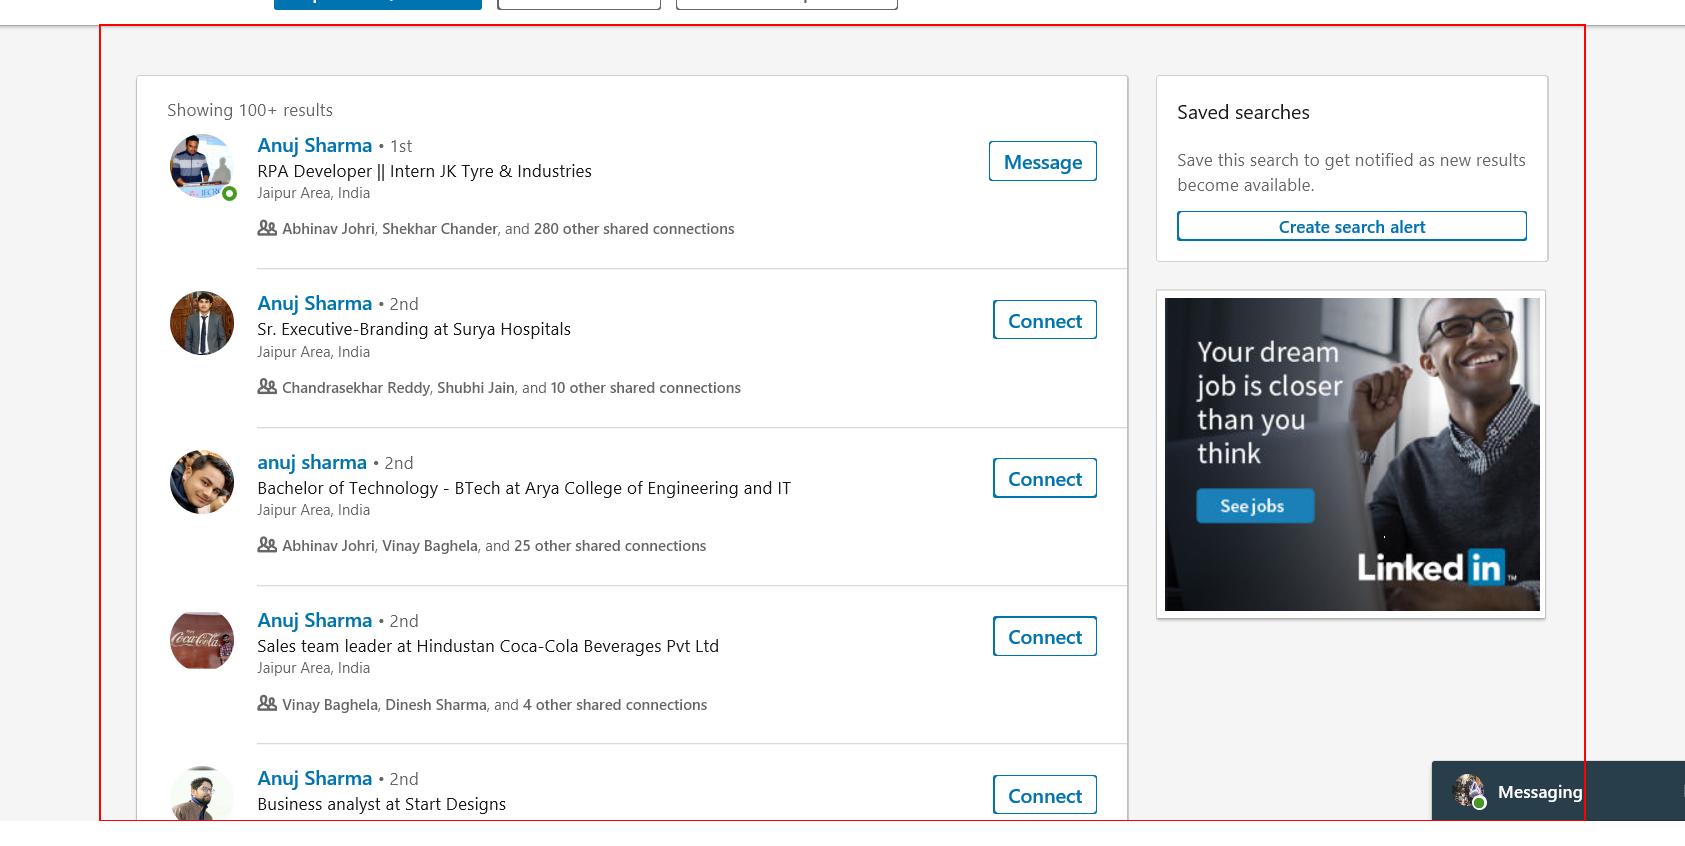 Showing 100+ results
Anuj Sharma • 1st
RPA Developer || Intern JK Tyre & Industries
Jaipur Area, India
Abhinav Johri, Shekhar Chander, and 280 other shared connections
Message
Anuj Sharma • 2nd
Sr. Executive-Branding at Surya Hospitals
Jaipur Area, India
Chandrasekhar Reddy, Shubhi Jain, and 10 other shared connections
Connect
anuj sharma • 2nd
Bachelor of Technology - BTech at Arya College of Engineering and IT
Jaipur Area, India
Abhinav Johri, Vinay Baghela, and 25 other shared connections
Connect
Anuj Sharma • 2nd
Sales team leader at Hindustan Coca-Cola Beverages Pvt Ltd
Jaipur Area, India
Vinay Baghela, Dinesh Sharma, and 4 other shared connections
Connect
Coca-Cola
Anuj Sharma • 2nd
Business analyst at Start Designs
Connect
Saved searches
Save this search to get notified as new results
become available.
Create search alert
Your dream
job is closer
than you
think
See jobs
Linked in ™
Messaging